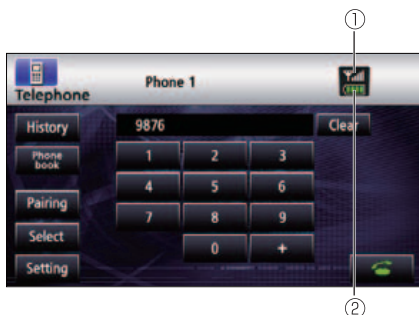 ①
Telephone
Phone 1
History
9876
Clear
Phone book
1 2 3
4 5 6
Pairing
7 8 9
Select
0 +
Setting
②